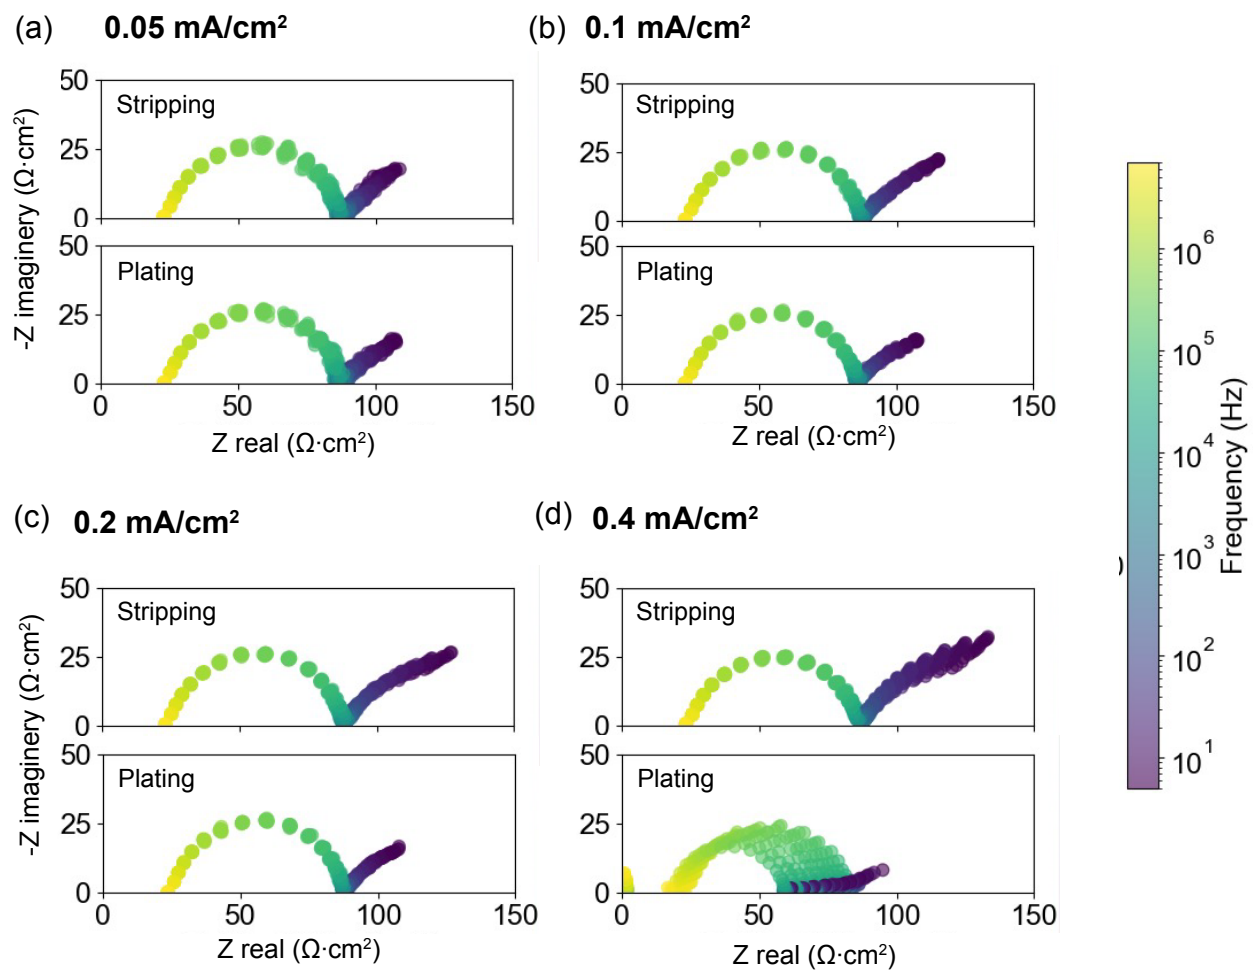 (a) 0.05 mA/cm²
(b) 0.1 mA/cm²
50
Stripping
25
0
50
Plating
25
0
0 50 100 150
Z real (Ω·cm²)
-Z imaginery (Ω·cm²)
50
Stripping
25
0
50
Plating
25
0
0 50 100 150
Z real (Ω·cm²)
(c) 0.2 mA/cm²
(d) 0.4 mA/cm²
50
Stripping
25
0
50
Plating
25
0
0 50 100 150
Z real (Ω·cm²)
-Z imaginery (Ω·cm²)
50
Stripping
25
0
50
Plating
25
0
0 50 100 150
Z real (Ω·cm²)
10⁶
10⁵
10⁴
10³
10²
10¹
Frequency (Hz)